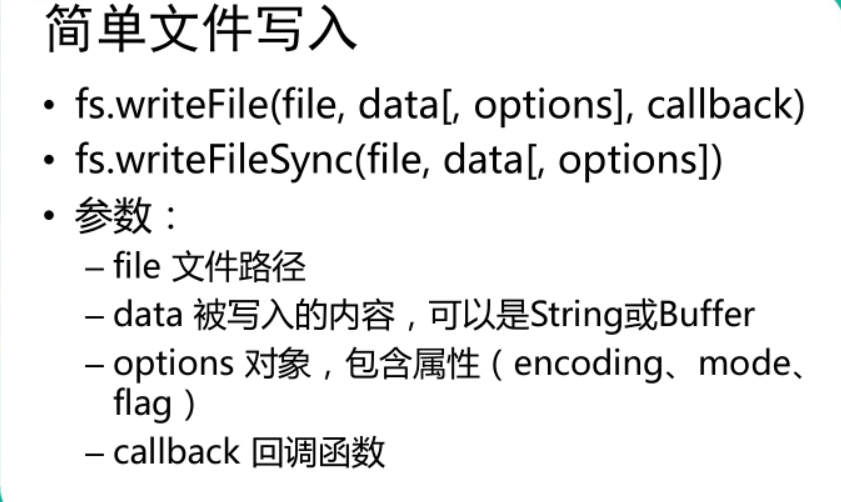 简单文件写入
• fs.writeFile(file, data[, options], callback)
• fs.writeFileSync(file, data[, options])
• 参数：
– file 文件路径
– data 被写入的内容，可以是String或Buffer
– options 对象，包含属性（encoding、mode、
flag）
– callback 回调函数